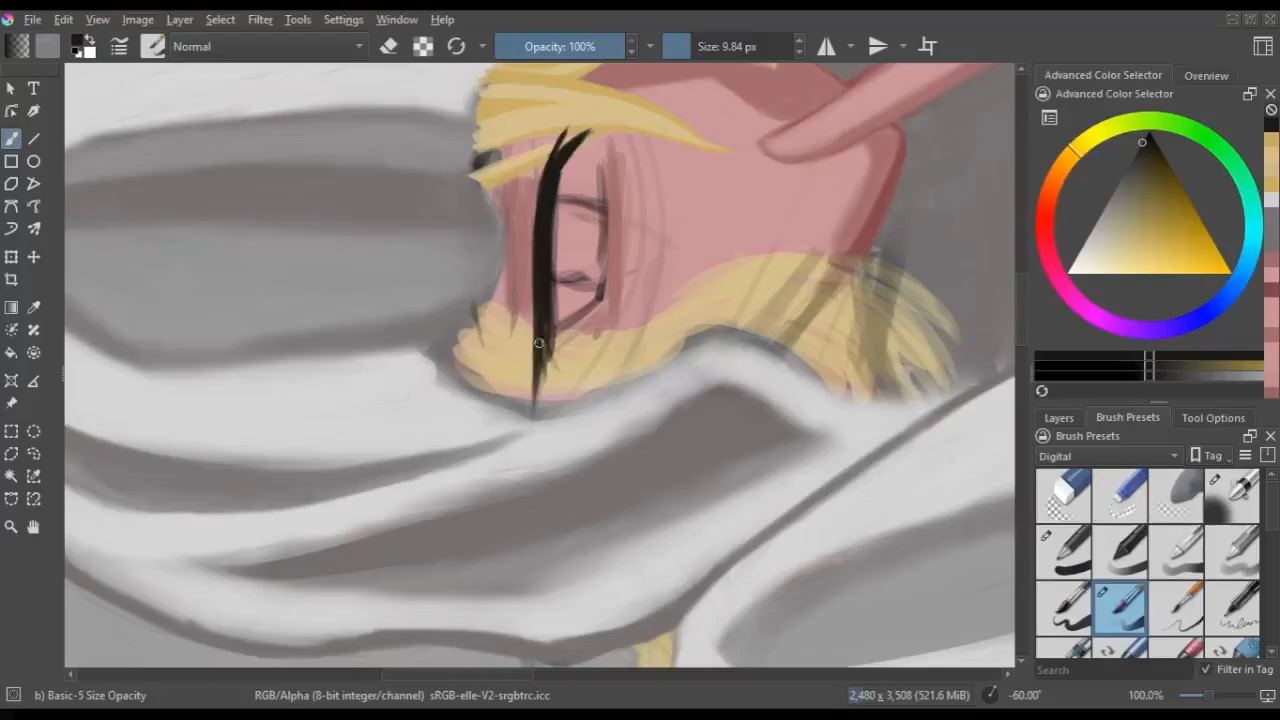 File Edit View Image Layer Select Filter Tools Settings Window Help
Normal Opacity: 100% Size: 9.84 px
Advanced Color Selector Overview
Advanced Color Selector
Layers Brush Presets Tool Options
Brush Presets
Digital Tag
Search Filter in Tag
b) Basic-5 Size Opacity RGB/Alpha (8-bit integer/channel) sRGB-elle-V2-srgbtrc.icc 2,480 x 3,508 (521.6 MiB) -60.00° 100.0%